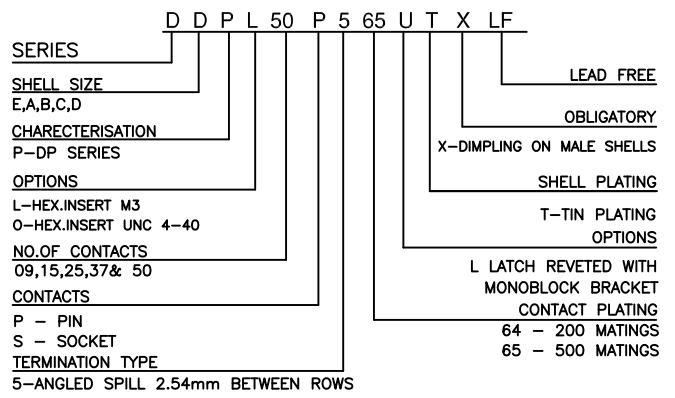 D D P L 50 P 5 65 U T X LF
SERIES
SHELL SIZE
E,A,B,C,D
CHARECTERISATION
P-DP SERIES
OPTIONS
L-HEX.INSERT M3
O-HEX.INSERT UNC 4-40
NO.OF CONTACTS
09,15,25,37& 50
CONTACTS
P - PIN
S - SOCKET
TERMINATION TYPE
5-ANGLED SPILL 2.54mm BETWEEN ROWS
LEAD FREE
OBLIGATORY
X-DIMPLING ON MALE SHELLS
SHELL PLATING
T-TIN PLATING
OPTIONS
L LATCH REVETED WITH
MONOBLOCK BRACKET
CONTACT PLATING
64 - 200 MATINGS
65 - 500 MATINGS